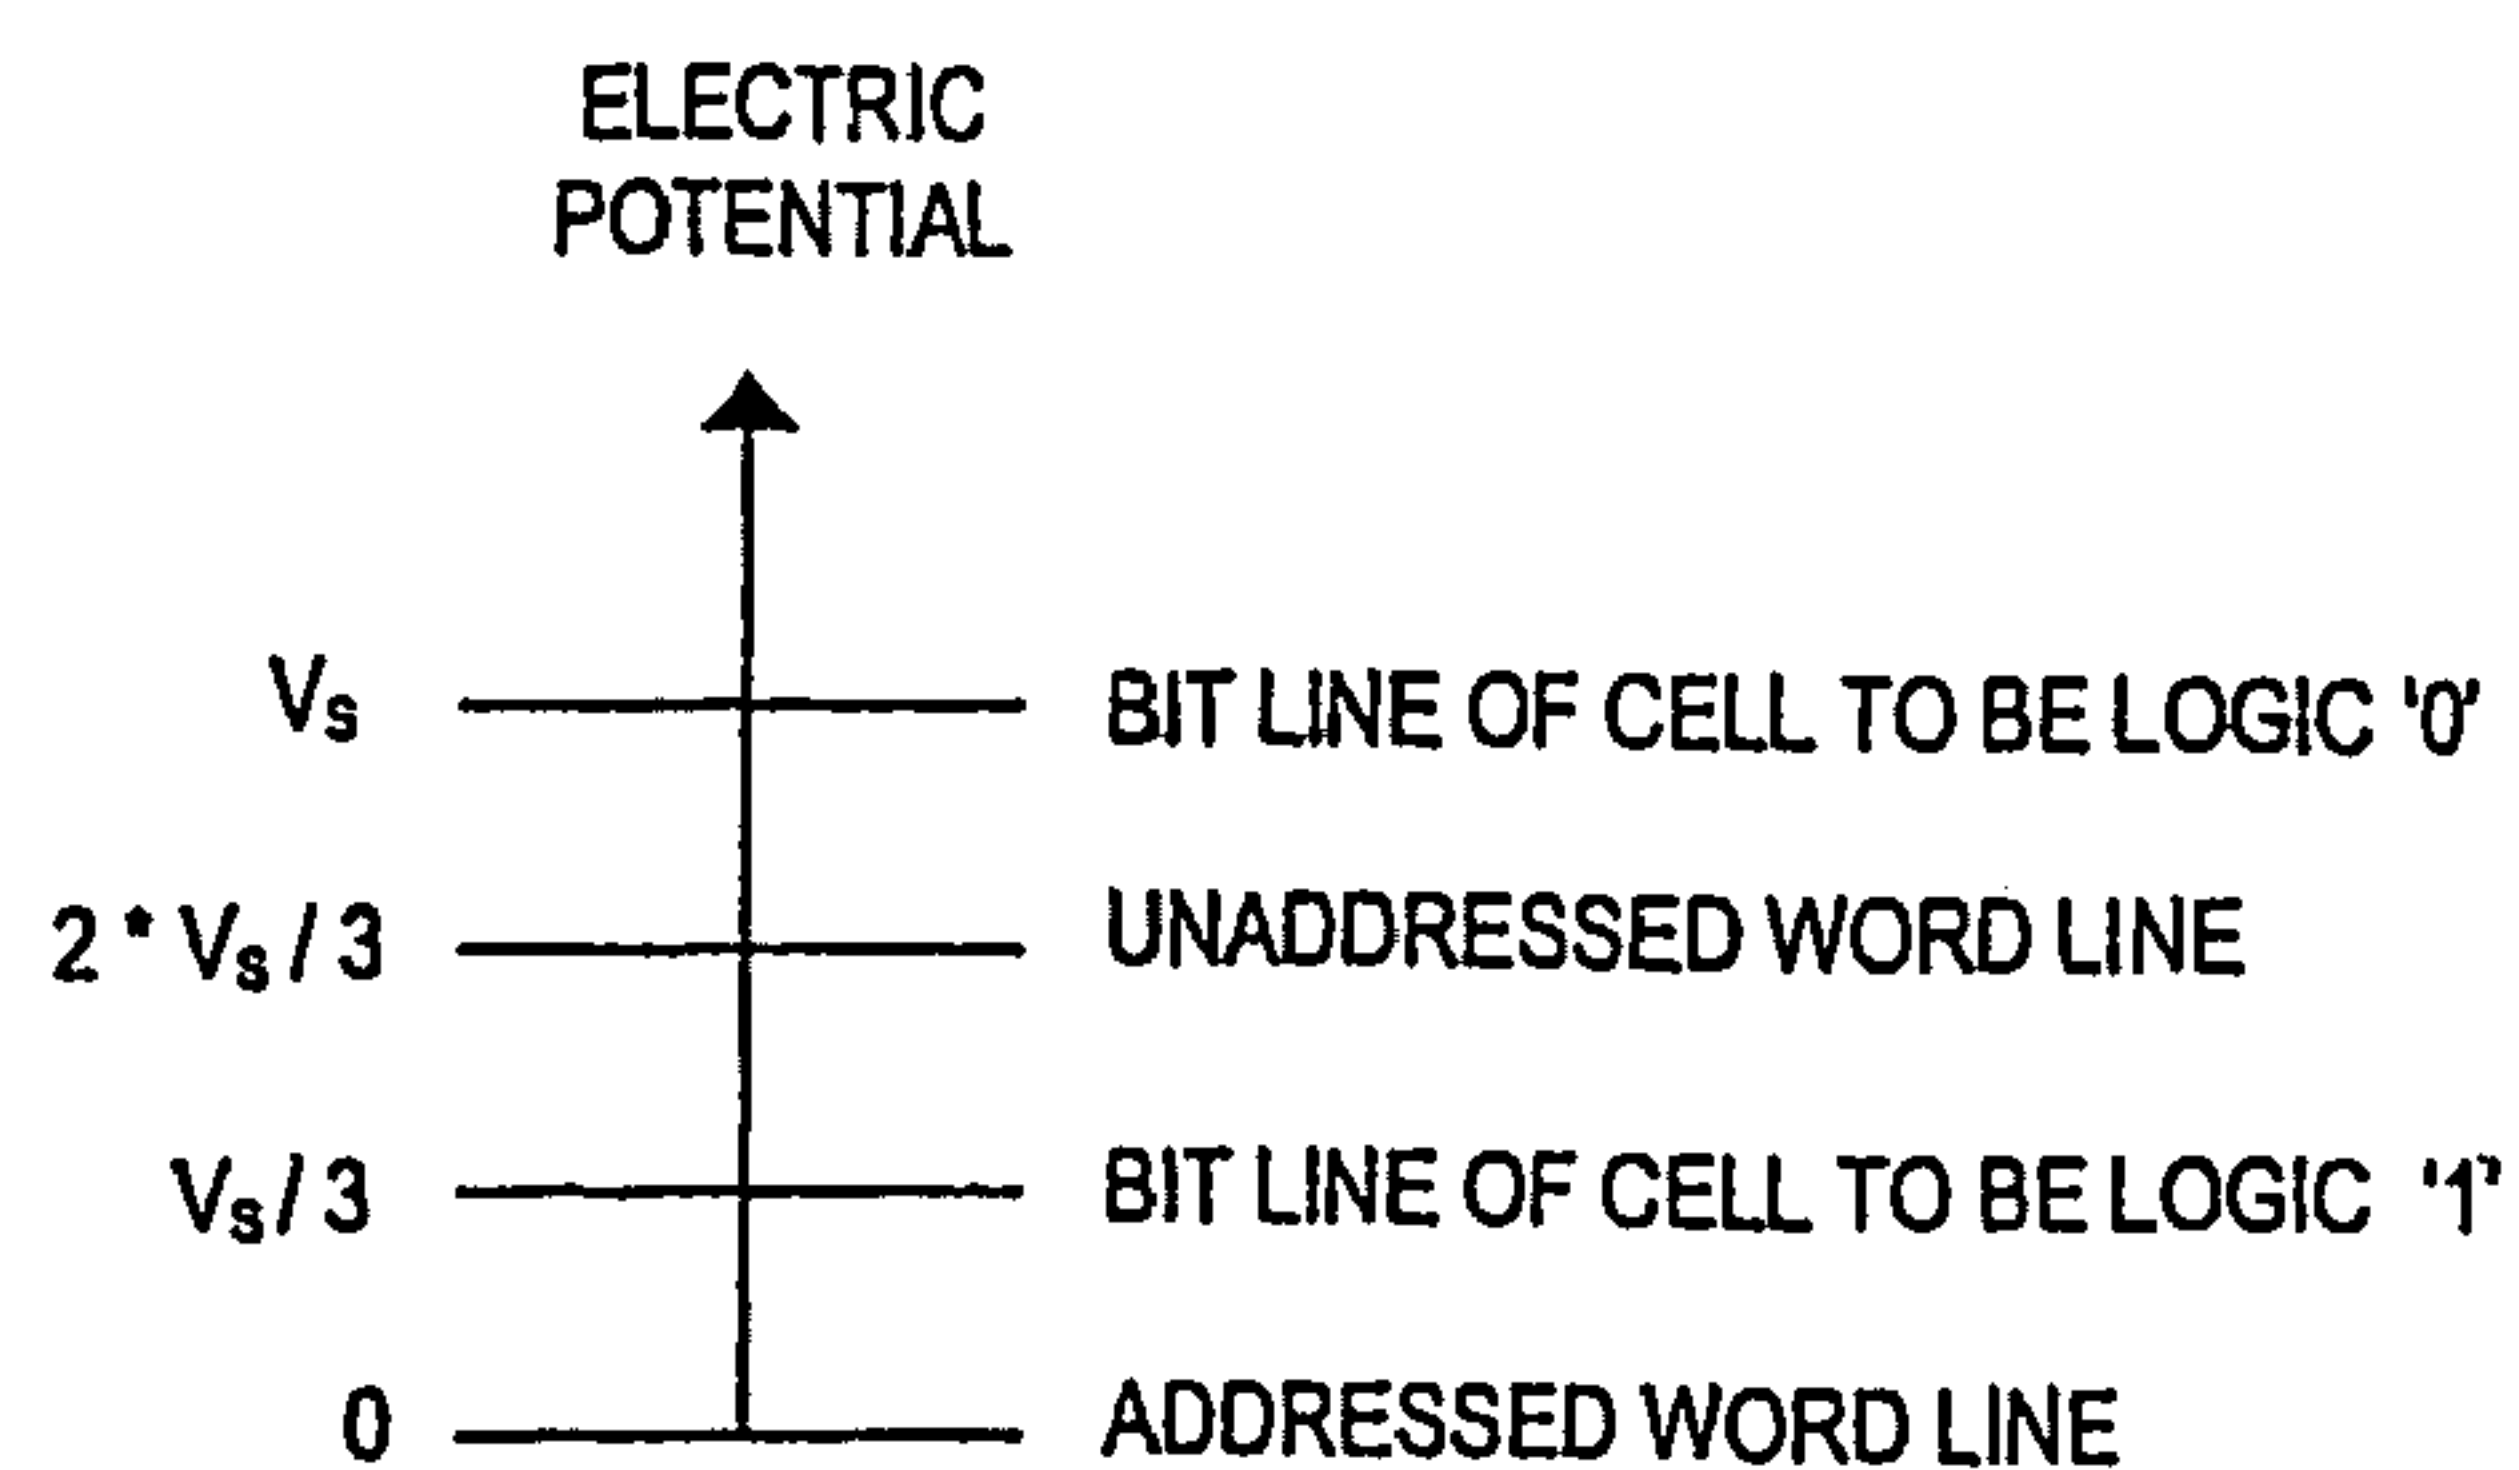 ELECTRIC
POTENTIAL
Vs BIT LINE OF CELL TO BE LOGIC '0'
2 * Vs / 3 UNADDRESSED WORD LINE
Vs / 3 BIT LINE OF CELL TO BE LOGIC '1'
0 ADDRESSED WORD LINE